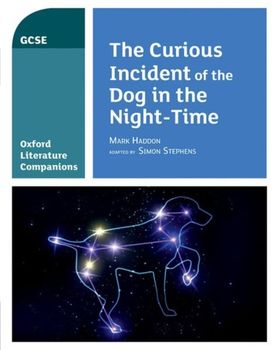 GCSE
Oxford
Literature
Companions
The Curious
Incident of the
Dog in the
Night-Time
MARK HADDON
ADAPTED BY SIMON STEPHENS